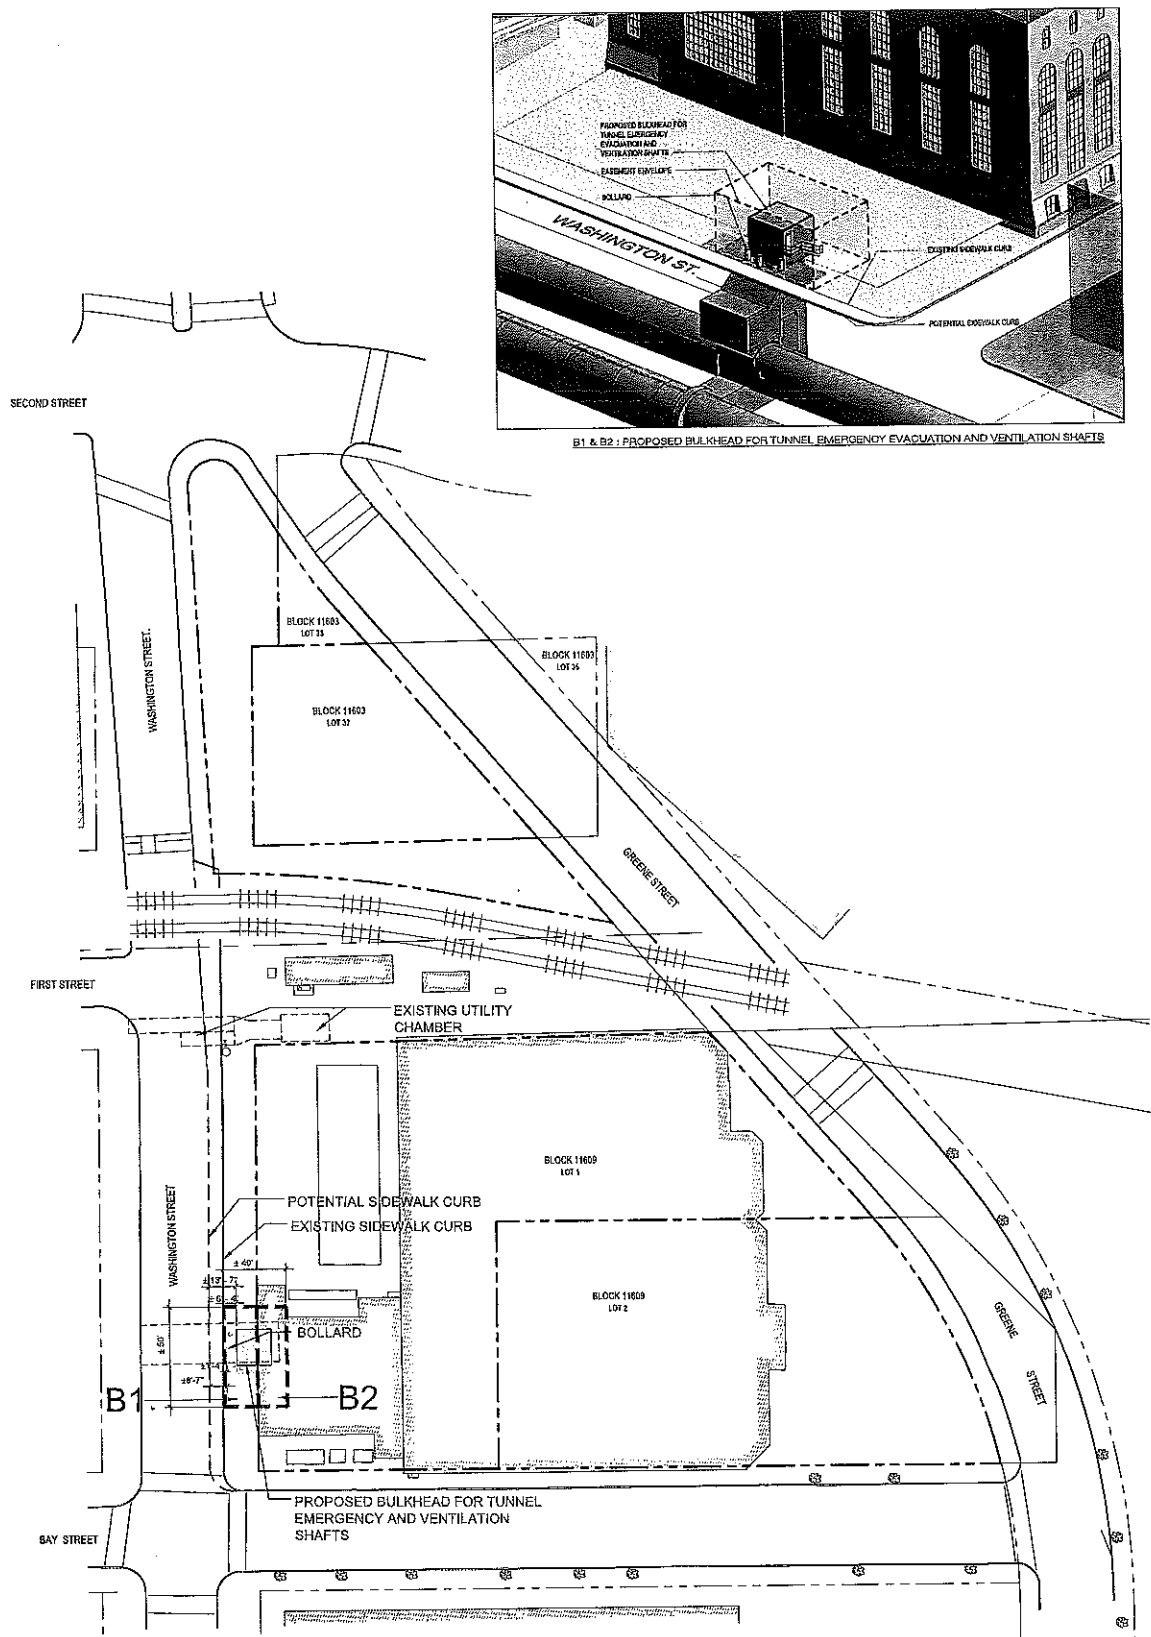 PROPOSED BULKHEAD FOR
TUNNEL EMERGENCY
EVACUATION AND
VENTILATION SHAFTS
EASEMENT ENVELOPE
BOLLARD
WASHINGTON ST.
EXISTING SIDEWALK CURB
POTENTIAL SIDEWALK CURB
B1 & B2 : PROPOSED BULKHEAD FOR TUNNEL EMERGENCY EVACUATION AND VENTILATION SHAFTS
SECOND STREET
WASHINGTON STREET.
BLOCK 11603
BLOCK 11603
LOT 35
BLOCK 11603
LOT 37
GREENE STREET
FIRST STREET
EXISTING UTILITY
CHAMBER
BLOCK 11609
LOT 1
WASHINGTON STREET
POTENTIAL SIDEWALK CURB
EXISTING SIDEWALK CURB
± 40'
± 50'
BOLLARD
BLOCK 11609
LOT 2
GREENE
STREET
±8'-7"
B1
B2
PROPOSED BULKHEAD FOR TUNNEL
EMERGENCY AND VENTILATION
SHAFTS
BAY STREET